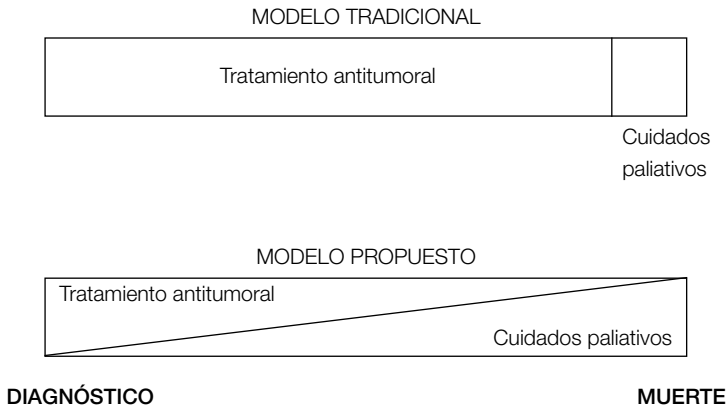 MODELO TRADICIONAL
Tratamiento antitumoral
Cuidados
paliativos
MODELO PROPUESTO
Tratamiento antitumoral
Cuidados paliativos
DIAGNÓSTICO
MUERTE